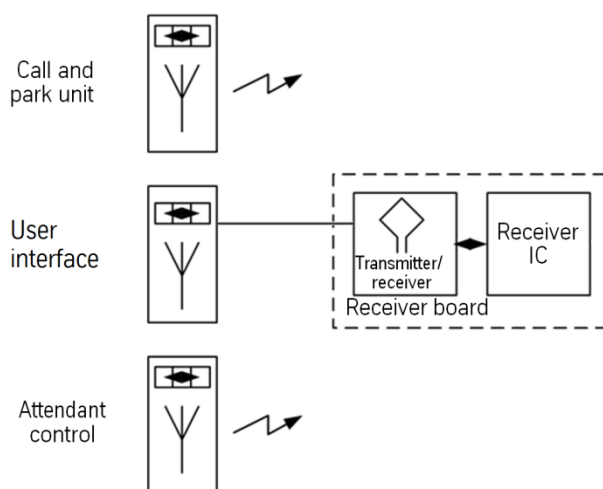 Call and
park unit
User
interface
Transmitter/
receiver
Receiver board
Receiver
IC
Attendant
control